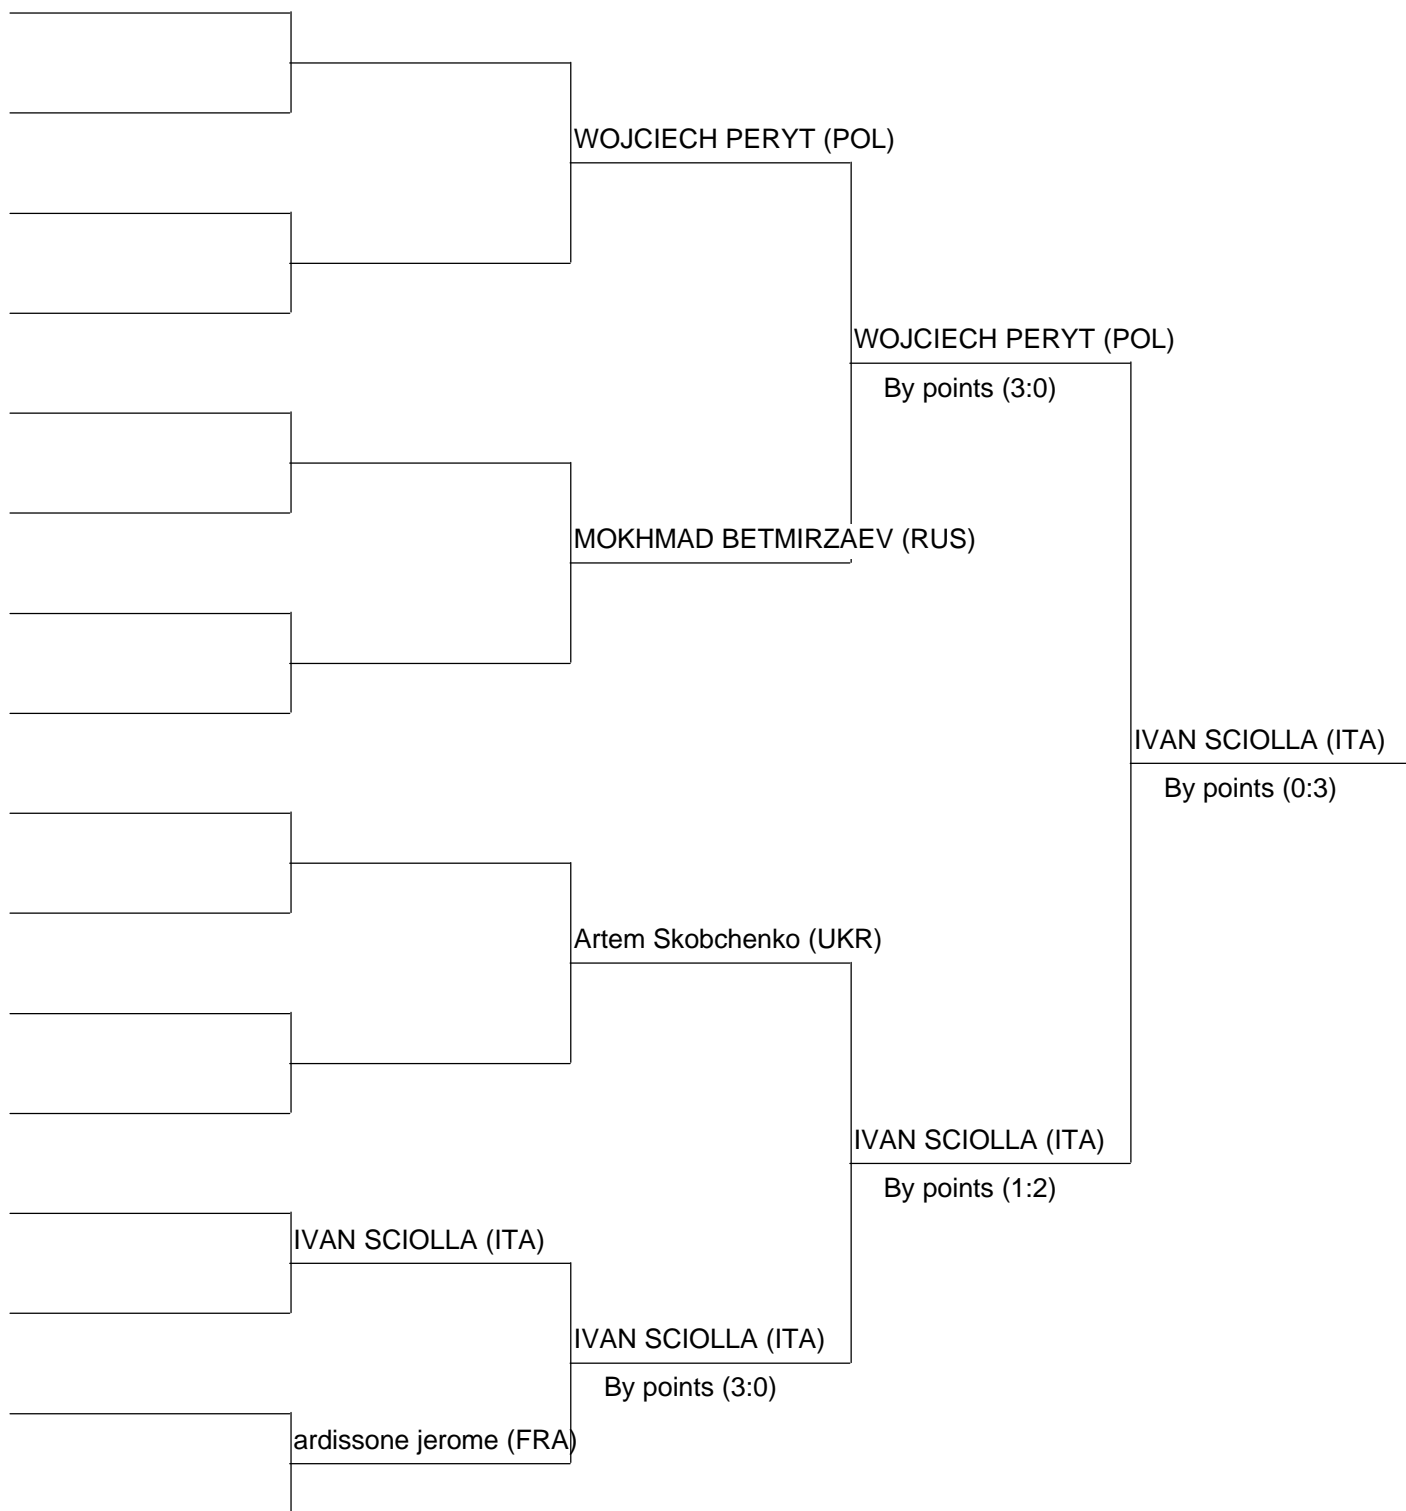 WOJCIECH PERYT (POL)
WOJCIECH PERYT (POL)
By points (3:0)
MOKHMAD BETMIRZAEV (RUS)
IVAN SCIOLLA (ITA)
By points (0:3)
Artem Skobchenko (UKR)
IVAN SCIOLLA (ITA)
By points (1:2)
IVAN SCIOLLA (ITA)
IVAN SCIOLLA (ITA)
By points (3:0)
ardissone jerome (FRA)